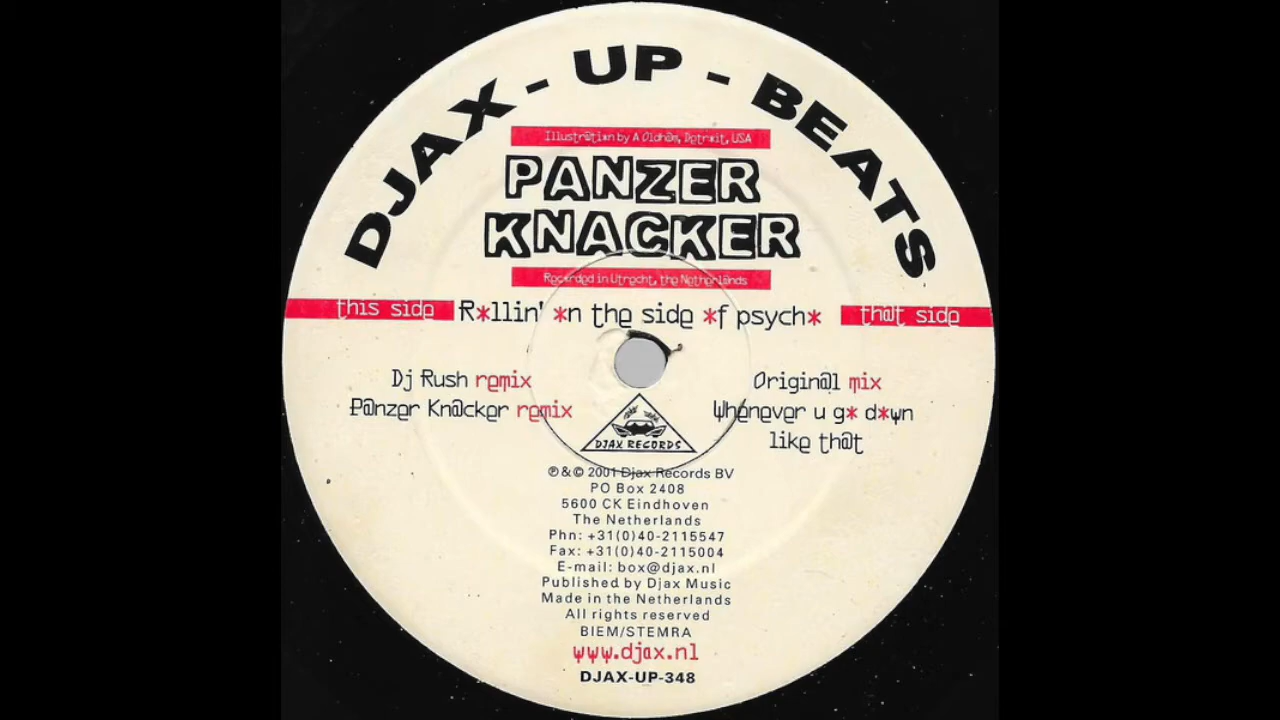 DJAX - UP - BEATS
Illustr@ti*n by A Oldh@m, Detr*it, USA
PANZER
KNACKER
Rec*rded in Utrecht, the Netherl@nds
this side
R*llin' *n the side *f psych*
th@t side
Dj Rush remix
P@nzer Kn@cker remix
Origin@l mix
Whenever u g* d*wn
like th@t
DJAX RECORDS
℗ & © 2001 Djax Records BV
PO Box 2408
5600 CK Eindhoven
The Netherlands
Phn: +31(0)40-2115547
Fax: +31(0)40-2115004
E-mail: box@djax.nl
Published by Djax Music
Made in the Netherlands
All rights reserved
BIEM/STEMRA
www.djax.nl
DJAX-UP-348